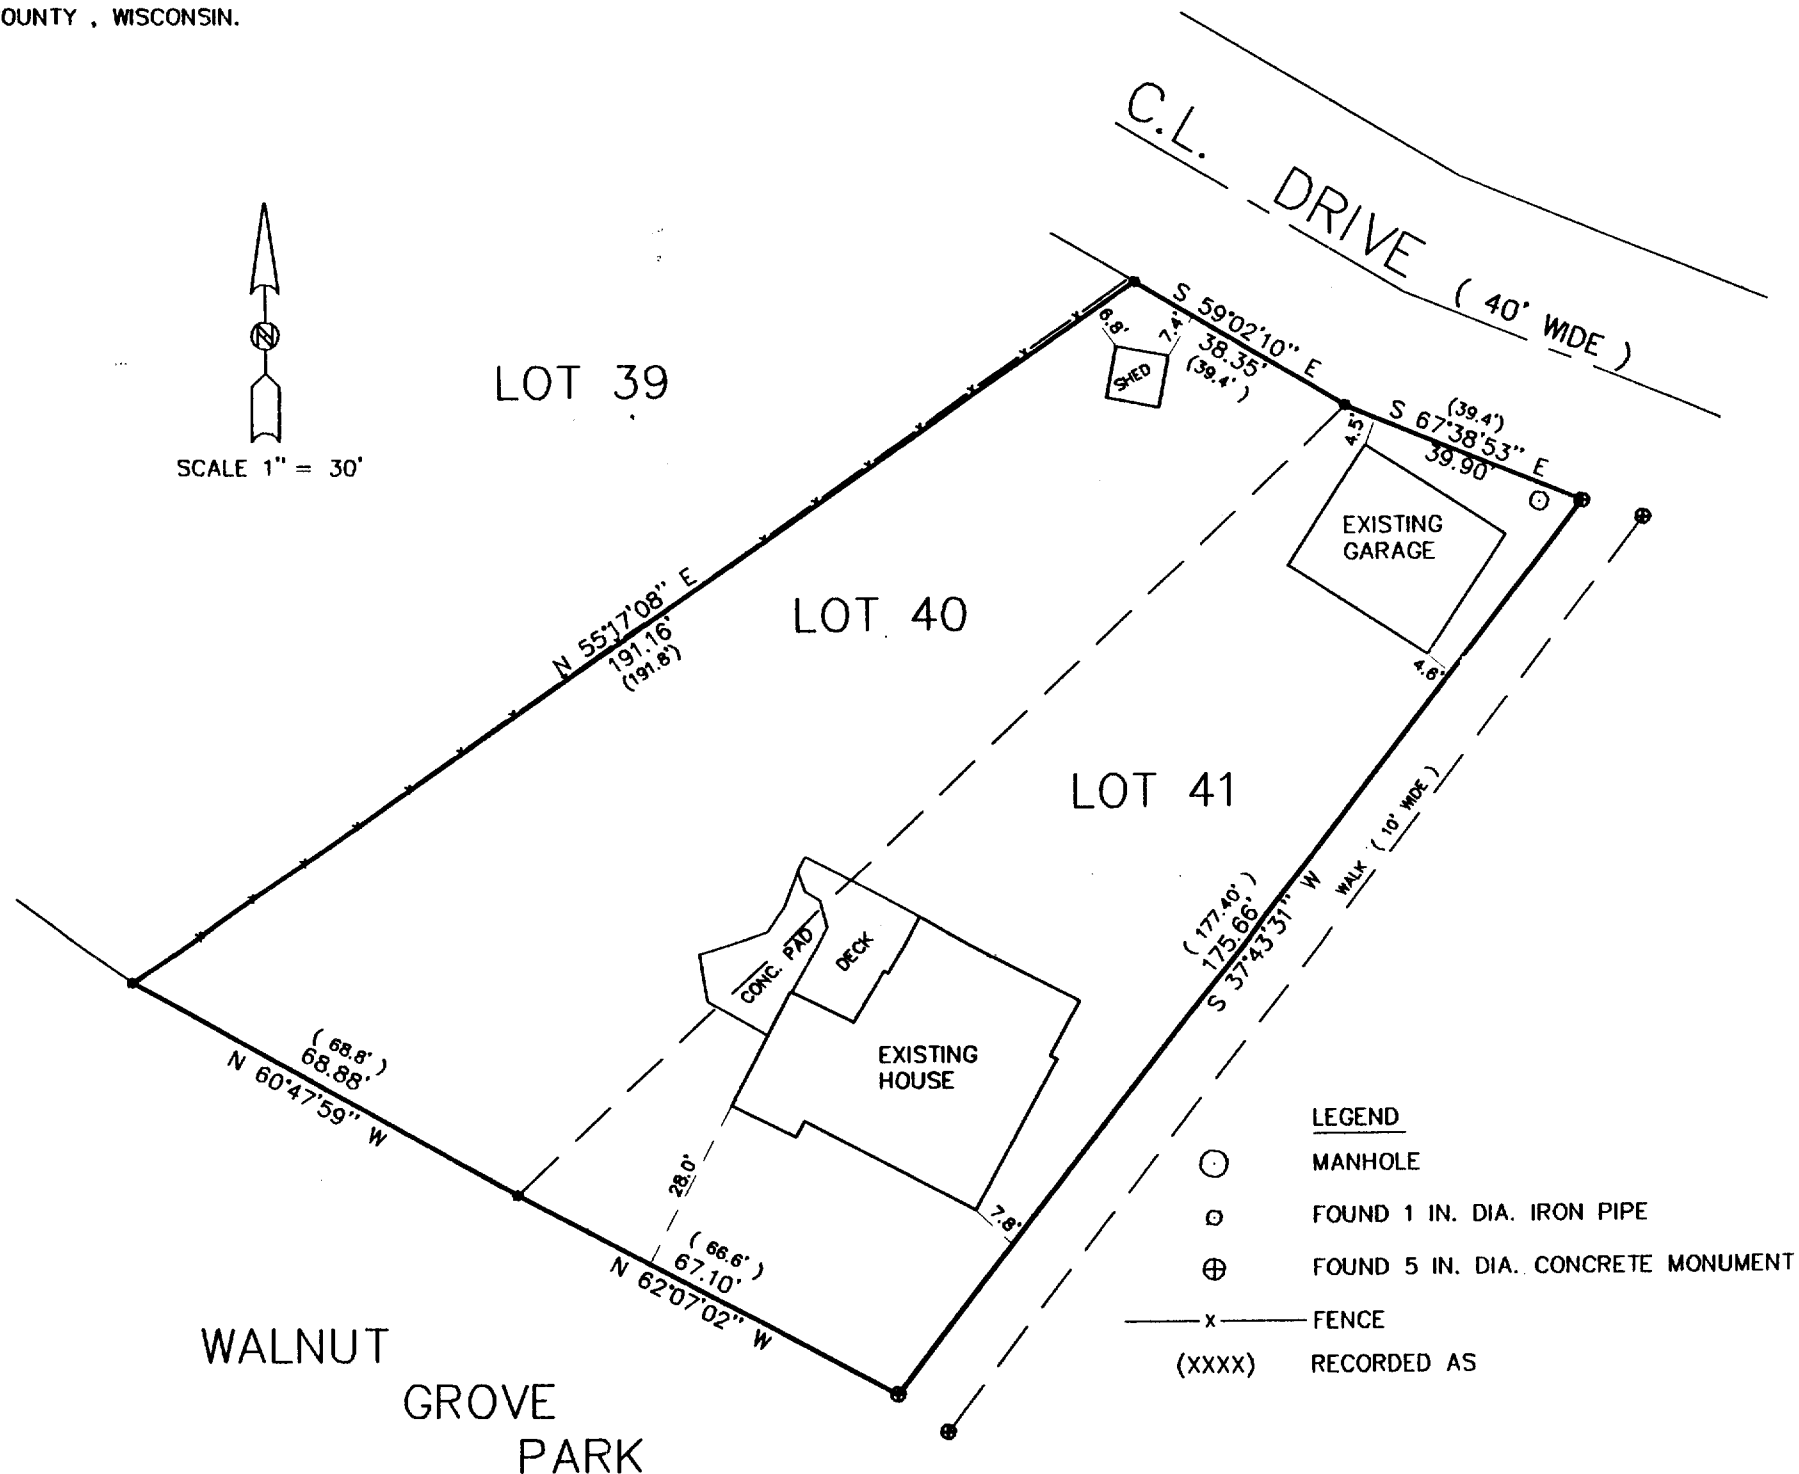 OUNTY , WISCONSIN.
C.L. DRIVE ( 40' WIDE )
N
SCALE 1" = 30'
LOT 39
S 59°02'10" E
38.35'
(39.4')
6.8'
7.4'
SHED
(39.4')
S 67°38'53" E
39.90'
4.5'
EXISTING
GARAGE
4.6'
N 55°17'08" E
191.16'
(191.8')
LOT 40
LOT 41
WALK ( 10' WIDE )
( 177.40' )
175.66'
S 37°43'31" W
CONC. PAD
DECK
EXISTING
HOUSE
( 68.8' )
68.88'
N 60°47'59" W
28.0'
7.8'
( 66.6' )
67.10'
N 62°07'02" W
WALNUT
GROVE
PARK
LEGEND
MANHOLE
FOUND 1 IN. DIA. IRON PIPE
FOUND 5 IN. DIA. CONCRETE MONUMENT
x FENCE
(XXXX) RECORDED AS